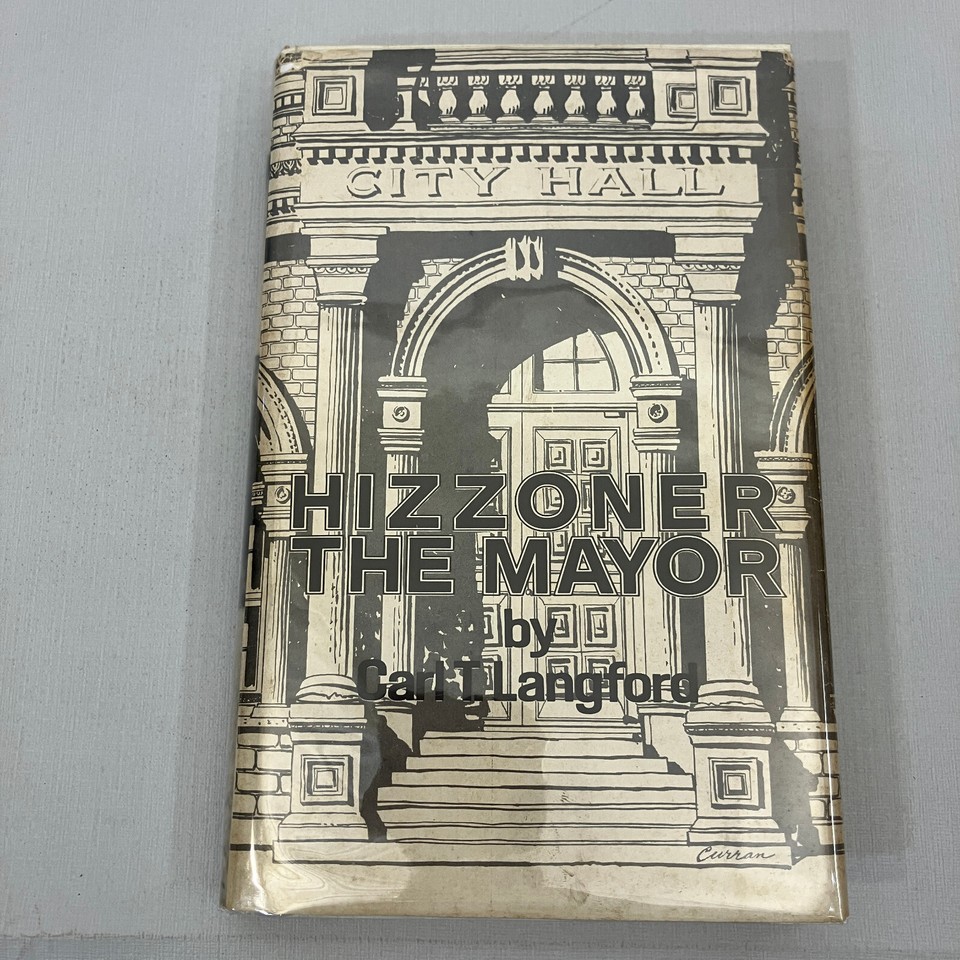 CITY HALL
HIZZONER
THE MAYOR
by
Carl T. Langford
Curran